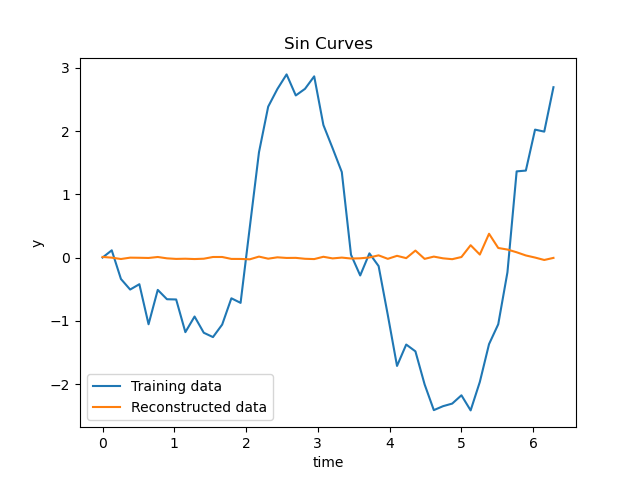 Sin Curves
y
3
2
1
0
−1
−2
Training data
Reconstructed data
0 1 2 3 4 5 6
time